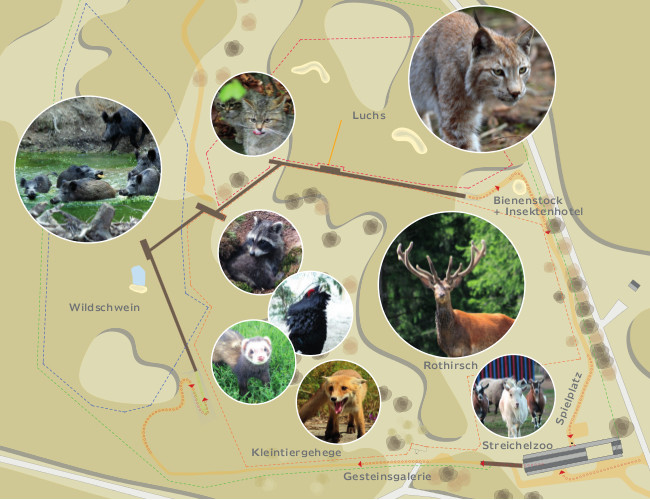 Luchs
Bienenstock
+ Insektenhotel
Wildschwein
Rothirsch
Spielplatz
Streichelzoo
Kleintiergehege
Gesteinsgalerie